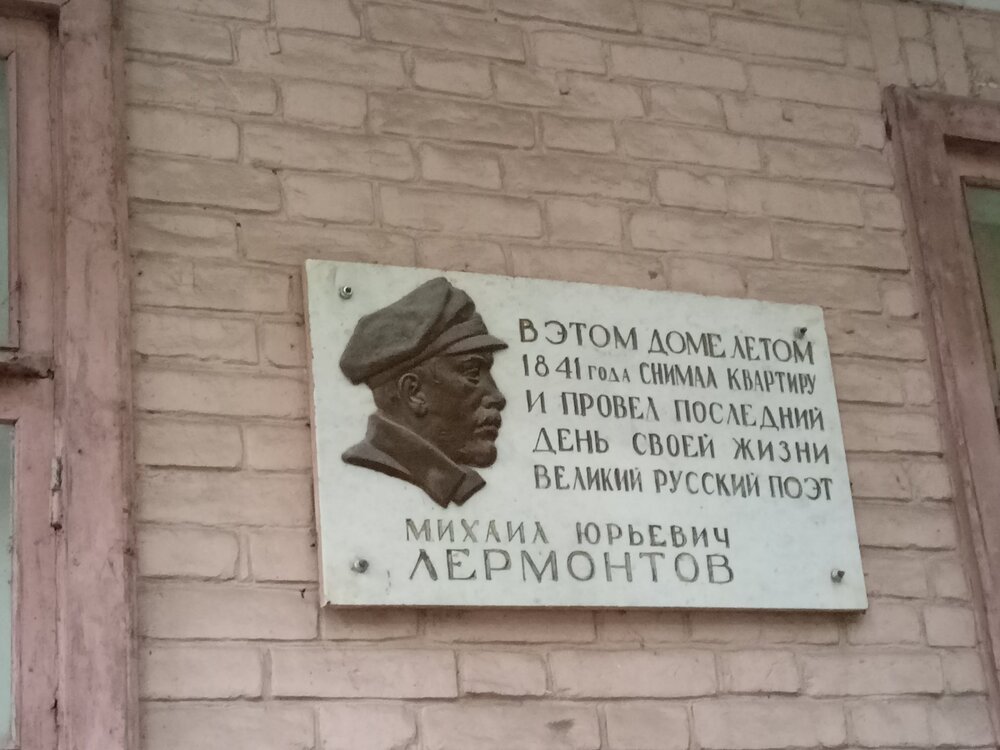 В ЭТОМ ДОМЕ ЛЕТОМ
1841 ГОДА СНИМАЛ КВАРТИРУ
И ПРОВЕЛ ПОСЛЕДНИЙ
ДЕНЬ СВОЕЙ ЖИЗНИ
ВЕЛИКИЙ РУССКИЙ ПОЭТ
МИХАИЛ ЮРЬЕВИЧ
ЛЕРМОНТОВ